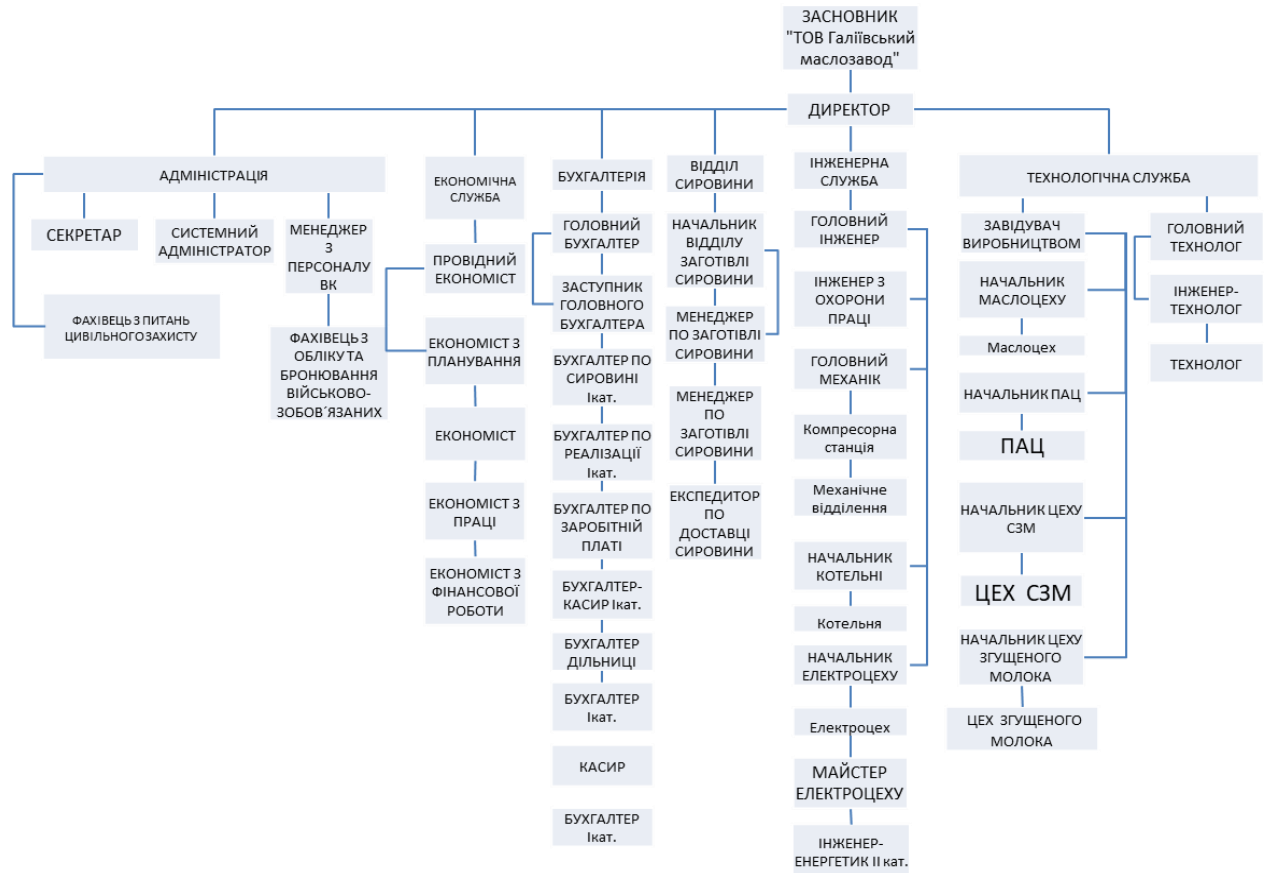 ЗАСНОВНИК
"ТОВ Галіївський
маслозавод"
ДИРЕКТОР
АДМІНІСТРАЦІЯ
СЕКРЕТАР
СИСТЕМНИЙ
АДМІНІСТРАТОР
МЕНЕДЖЕР
З
ПЕРСОНАЛУ
ВК
ФАХІВЕЦЬ З ПИТАНЬ
ЦИВІЛЬНОГО ЗАХИСТУ
ФАХІВЕЦЬ З
ОБЛІКУ ТА
БРОНЮВАННЯ
ВІЙСЬКОВО-
ЗОБОВ´ЯЗАНИХ
ЕКОНОМІЧНА
СЛУЖБА
ПРОВІДНИЙ
ЕКОНОМІСТ
ЕКОНОМІСТ З
ПЛАНУВАННЯ
ЕКОНОМІСТ
ЕКОНОМІСТ З
ПРАЦІ
ЕКОНОМІСТ З
ФІНАНСОВОЇ
РОБОТИ
БУХГАЛТЕРІЯ
ГОЛОВНИЙ
БУХГАЛТЕР
ЗАСТУПНИК
ГОЛОВНОГО
БУХГАЛТЕРА
БУХГАЛТЕР ПО
СИРОВИНІ
Ікат.
БУХГАЛТЕР ПО
РЕАЛІЗАЦІЇ
Ікат.
БУХГАЛТЕР ПО
ЗАРОБІТНІЙ
ПЛАТІ
БУХГАЛТЕР-
КАСИР Ікат.
БУХГАЛТЕР
ДІЛЬНИЦІ
БУХГАЛТЕР
Ікат.
КАСИР
БУХГАЛТЕР
Ікат.
ВІДДІЛ
СИРОВИНИ
НАЧАЛЬНИК
ВІДДІЛУ
ЗАГОТІВЛІ
СИРОВИНИ
МЕНЕДЖЕР
ПО ЗАГОТІВЛІ
СИРОВИНИ
МЕНЕДЖЕР
ПО
ЗАГОТІВЛІ
СИРОВИНИ
ЕКСПЕДИТОР
ПО
ДОСТАВЦІ
СИРОВИНИ
ІНЖЕНЕРНА
СЛУЖБА
ГОЛОВНИЙ
ІНЖЕНЕР
ІНЖЕНЕР З
ОХОРОНИ
ПРАЦІ
ГОЛОВНИЙ
МЕХАНІК
Компресорна
станція
Механічне
відділення
НАЧАЛЬНИК
КОТЕЛЬНІ
Котельня
НАЧАЛЬНИК
ЕЛЕКТРОЦЕХУ
Електроцех
МАЙСТЕР
ЕЛЕКТРОЦЕХУ
ІНЖЕНЕР-
ЕНЕРГЕТИК ІІ кат.
ТЕХНОЛОГІЧНА СЛУЖБА
ЗАВІДУВАЧ
ВИРОБНИЦТВОМ
НАЧАЛЬНИК
МАСЛОЦЕХУ
Маслоцех
НАЧАЛЬНИК ПАЦ
ПАЦ
НАЧАЛЬНИК ЦЕХУ
СЗМ
ЦЕХ СЗМ
НАЧАЛЬНИК ЦЕХУ
ЗГУЩЕНОГО
МОЛОКА
ЦЕХ ЗГУЩЕНОГО
МОЛОКА
ГОЛОВНИЙ
ТЕХНОЛОГ
ІНЖЕНЕР-
ТЕХНОЛОГ
ТЕХНОЛОГ